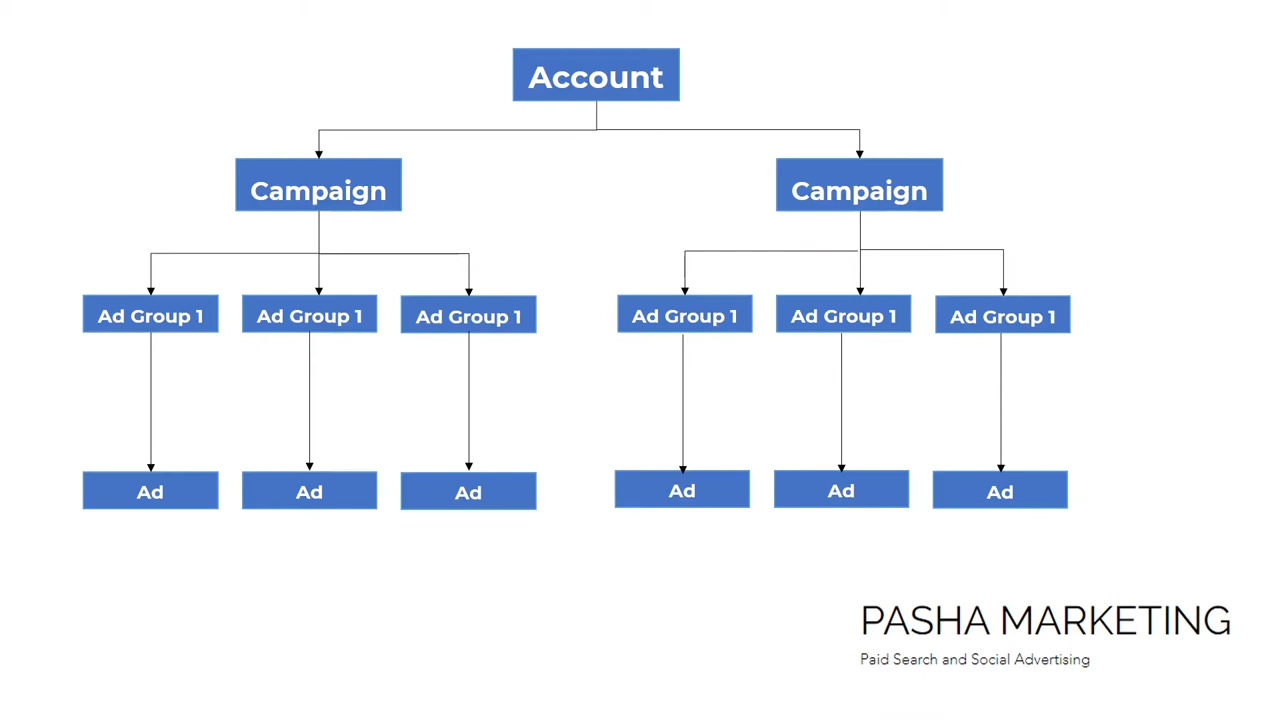 Account
Campaign
Campaign
Ad Group 1
Ad Group 1
Ad Group 1
Ad Group 1
Ad Group 1
Ad Group 1
Ad
Ad
Ad
Ad
Ad
Ad
PASHA MARKETING
Paid Search and Social Advertising